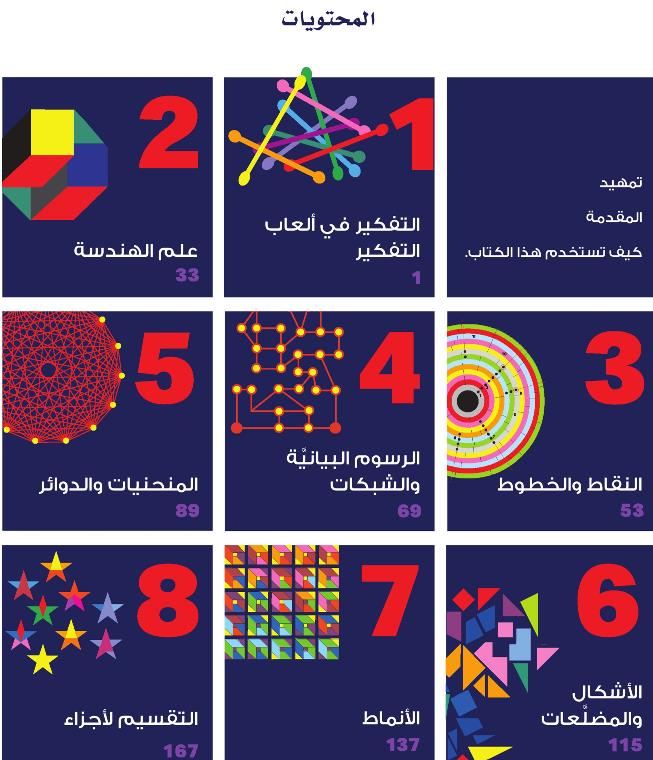 المحتويات
تمهيد
المقدمة
كيف تستخدم هذا الكتاب.
1
التفكير في ألعاب
التفكير
1
2
علم الهندسة
33
3
النقاط والخطوط
53
4
الرسوم البيانيّة
والشبكات
69
5
المنحنيات والدوائر
89
6
الأشكال
والمضلّعات
115
7
الأنماط
137
8
التقسيم لأجزاء
167